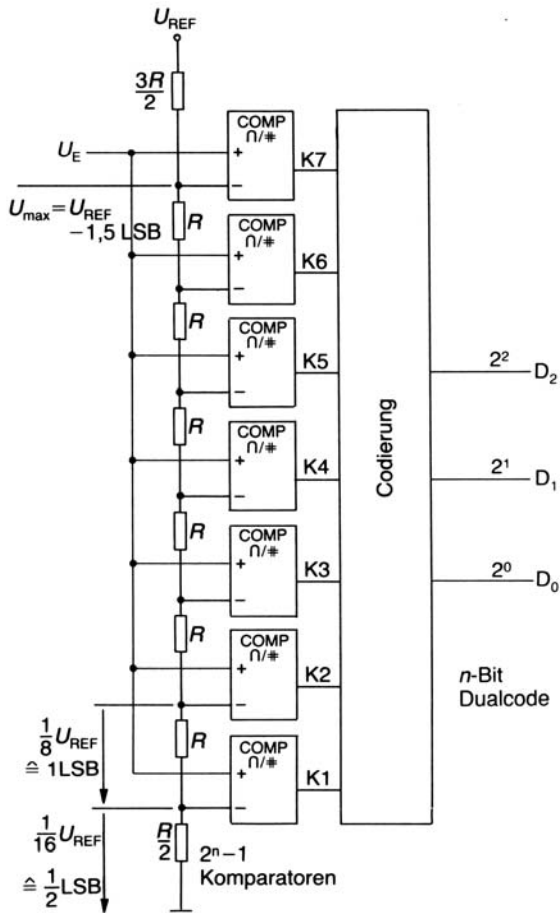 U_REF
3R/2
COMP
∩/#
U_E
+
K7
−
U_max = U_REF
−1,5 LSB
R
COMP
∩/#
+
K6
−
R
COMP
∩/#
+
K5
2² D₂
−
R
COMP
∩/#
+
K4
Codierung
2¹ D₁
−
R
COMP
∩/#
+
K3
2⁰ D₀
−
R
COMP
∩/#
+
K2
n-Bit
Dualcode
−
1/8 U_REF
≙ 1LSB
R
COMP
∩/#
+
K1
−
1/16 U_REF
≙ 1/2 LSB
R/2
2ⁿ−1
Komparatoren